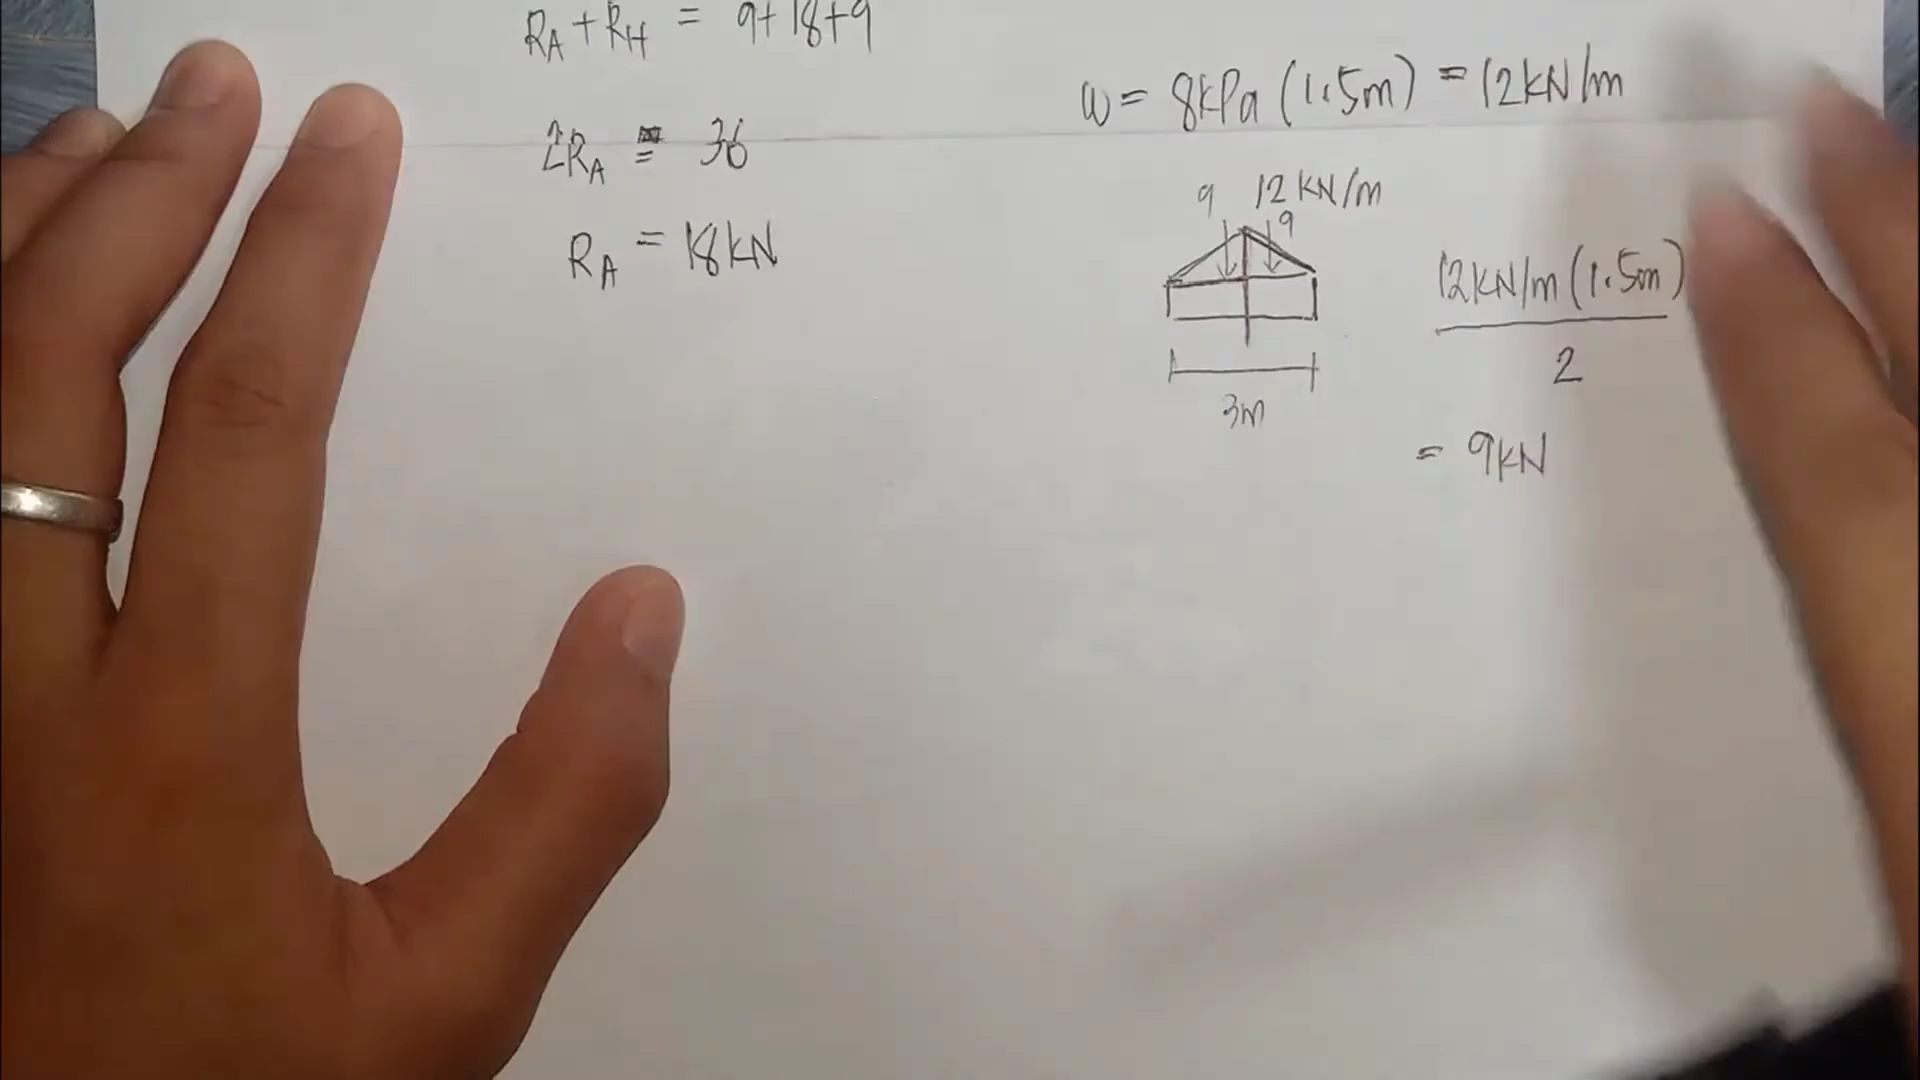 RA + RH = 9+18+9
2RA = 36
RA = 18kN
ω = 8kPa (1.5m) = 12kN/m
9 12 KN/m
9
3m
12KN/m (1.5m)
2
= 9KN